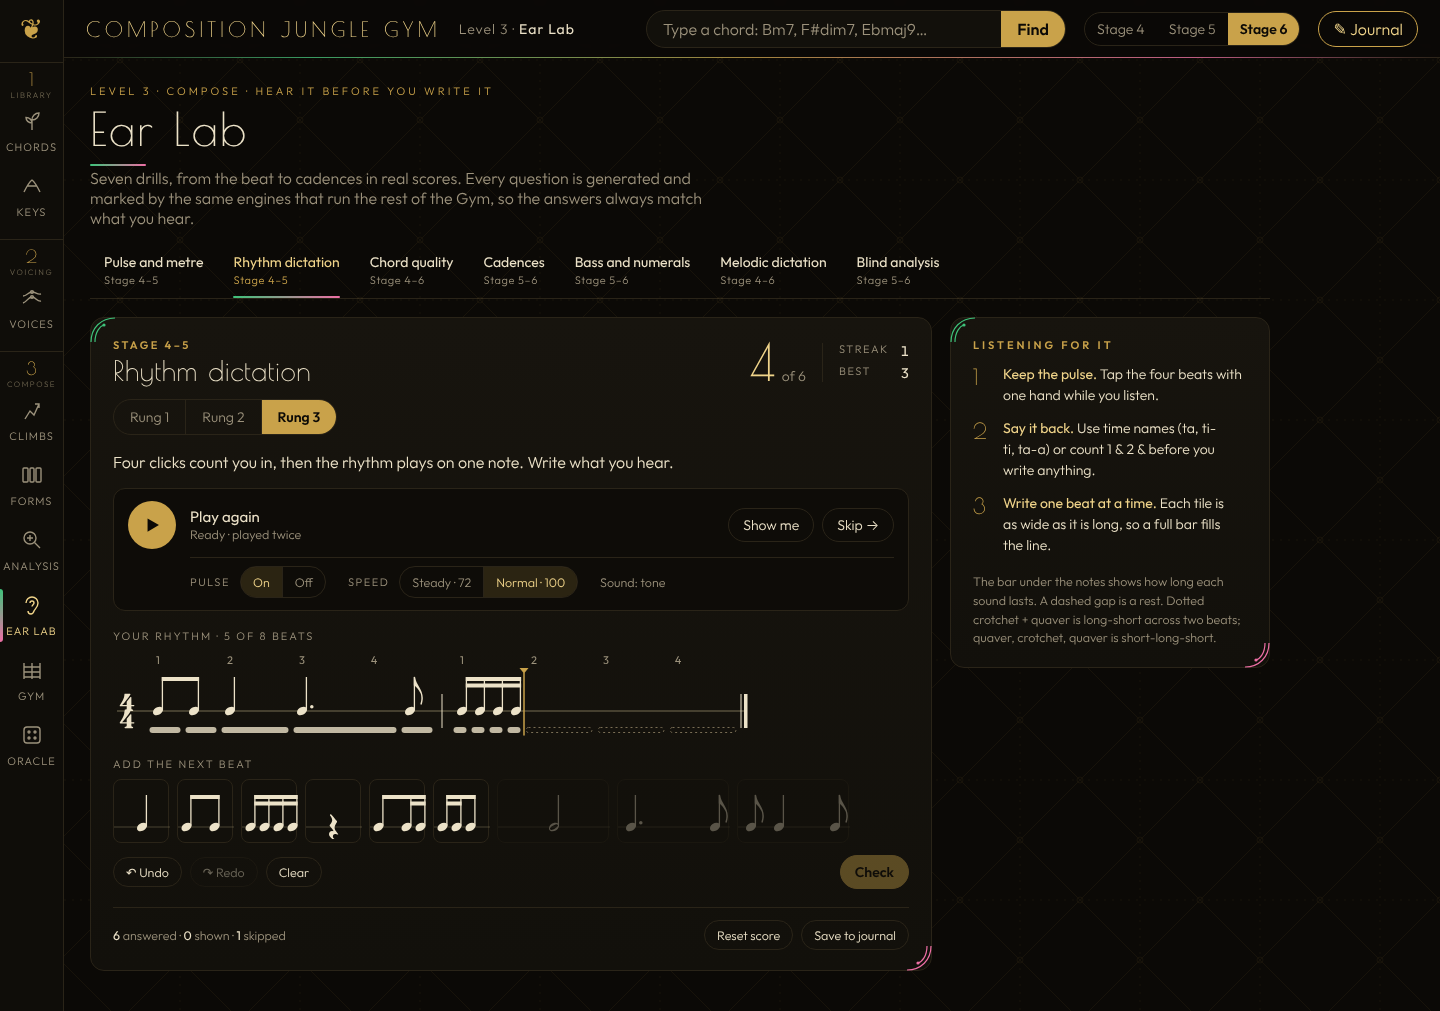 COMPOSITION JUNGLE GYM
Level 3 · Ear Lab
Type a chord: Bm7, F#dim7, Ebmaj9...
Find
Stage 4
Stage 5
Stage 6
✎ Journal
1
LIBRARY
CHORDS
KEYS
2
VOICING
VOICES
3
COMPOSE
CLIMBS
FORMS
ANALYSIS
EAR LAB
GYM
ORACLE
LEVEL 3 · COMPOSE · HEAR IT BEFORE YOU WRITE IT
Ear Lab
Seven drills, from the beat to cadences in real scores. Every question is generated and
marked by the same engines that run the rest of the Gym, so the answers always match
what you hear.
Pulse and metre
Stage 4–5
Rhythm dictation
Stage 4–5
Chord quality
Stage 4–6
Cadences
Stage 5–6
Bass and numerals
Stage 5–6
Melodic dictation
Stage 4–6
Blind analysis
Stage 5–6
STAGE 4–5
Rhythm dictation
4 of 6
STREAK 1
BEST 3
Rung 1
Rung 2
Rung 3
Four clicks count you in, then the rhythm plays on one note. Write what you hear.
Play again
Ready · played twice
Show me
Skip →
PULSE
On
Off
SPEED
Steady · 72
Normal · 100
Sound: tone
YOUR RHYTHM · 5 OF 8 BEATS
1 2 3 4 1 2 3 4
4
4
ADD THE NEXT BEAT
↶ Undo
↷ Redo
Clear
Check
6 answered · 0 shown · 1 skipped
Reset score
Save to journal
LISTENING FOR IT
1 Keep the pulse. Tap the four beats with
one hand while you listen.
2 Say it back. Use time names (ta, ti-
ti, ta-a) or count 1 & 2 & before you
write anything.
3 Write one beat at a time. Each tile is
as wide as it is long, so a full bar fills
the line.
The bar under the notes shows how long each
sound lasts. A dashed gap is a rest. Dotted
crotchet + quaver is long-short across two beats;
quaver, crotchet, quaver is short-long-short.